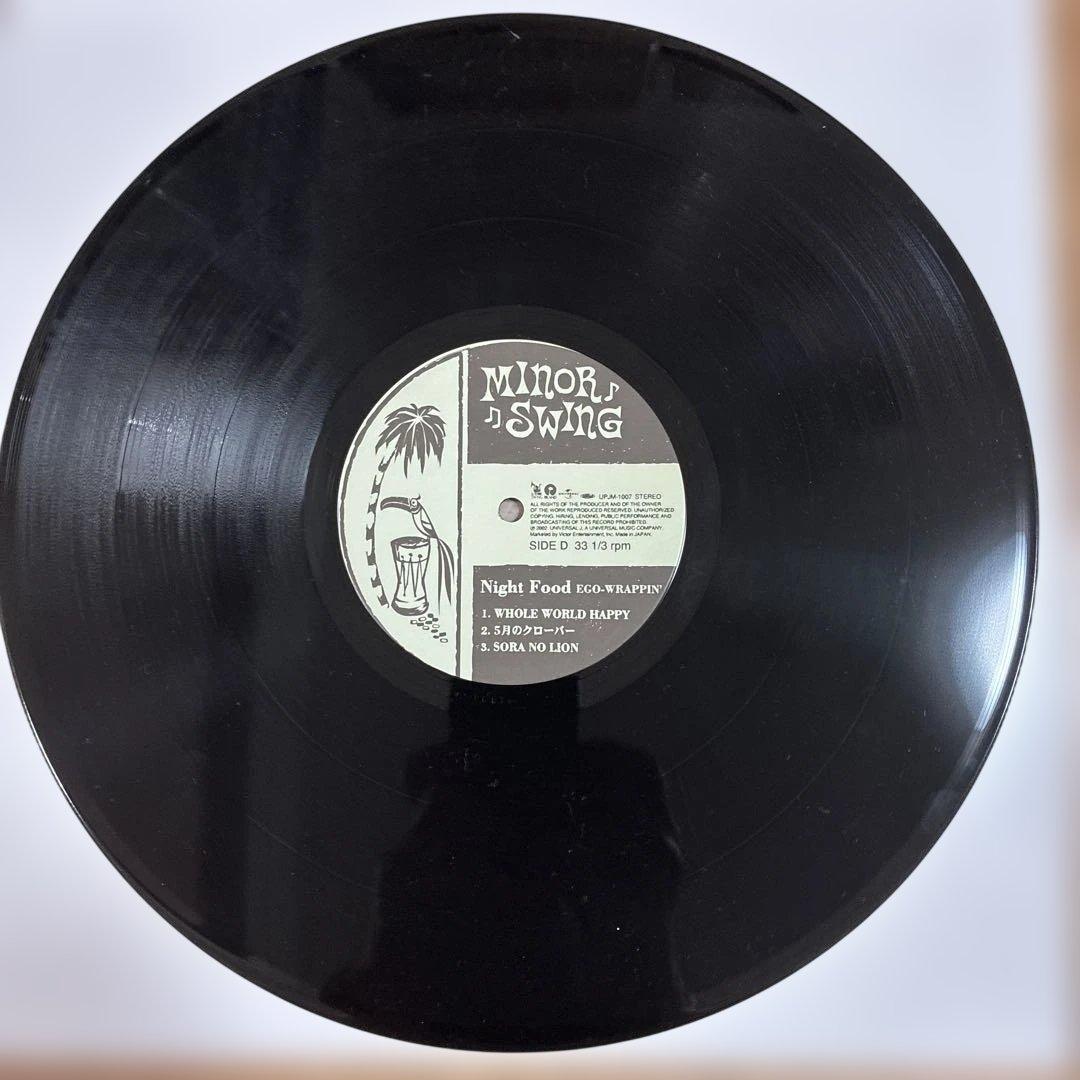 MINOR
SWING
UPJM-1007 STEREO
ALL RIGHTS OF THE PRODUCER AND OF THE OWNER
OF THE WORK REPRODUCED RESERVED. UNAUTHORIZED
COPYING, HIRING, LENDING, PUBLIC PERFORMANCE AND
BROADCASTING OF THIS RECORD PROHIBITED.
℗ 2002 UNIVERSAL J, A UNIVERSAL MUSIC COMPANY.
Marketed by Victor Entertainment, Inc. Made in JAPAN.
SIDE D 33 1/3 rpm
Night Food EGO-WRAPPIN'
1. WHOLE WORLD HAPPY
2. 5月のクローバー
3. SORA NO LION